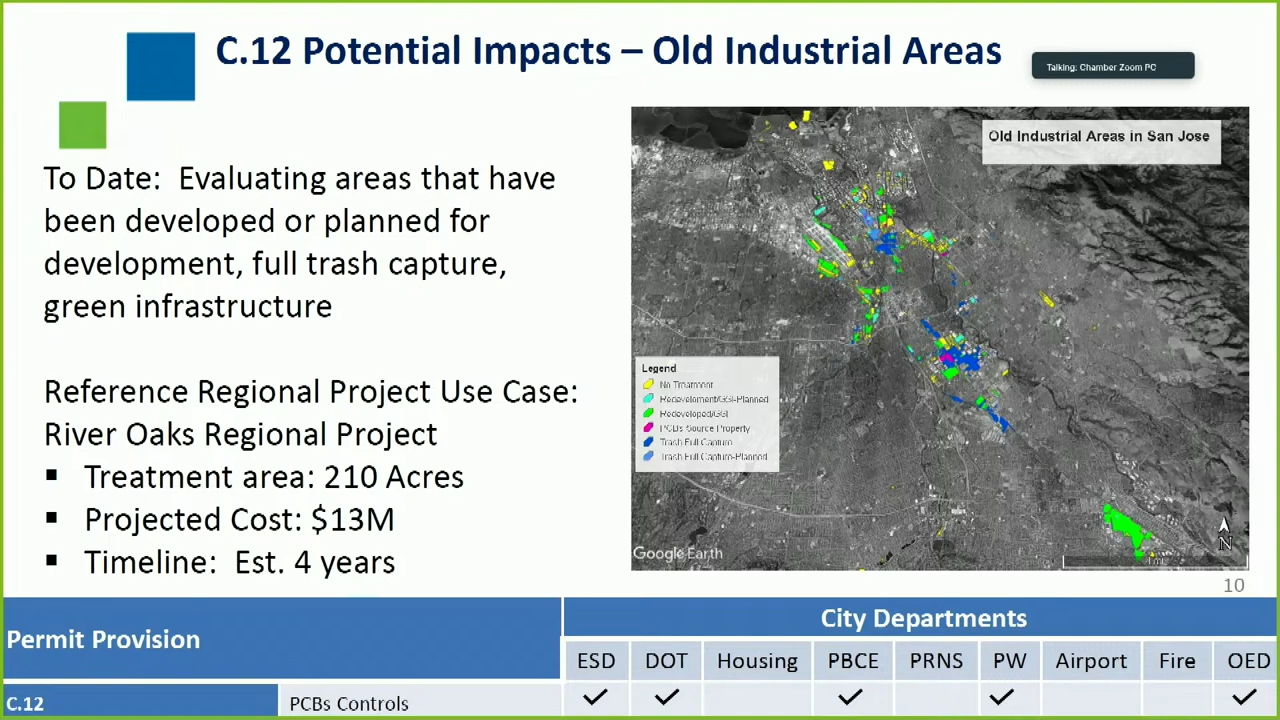 C.12 Potential Impacts – Old Industrial Areas
Talking: Chamber Zoom PC
To Date: Evaluating areas that have
been developed or planned for
development, full trash capture,
green infrastructure
Reference Regional Project Use Case:
River Oaks Regional Project
▪ Treatment area: 210 Acres
▪ Projected Cost: $13M
▪ Timeline: Est. 4 years
Old Industrial Areas in San Jose
Legend
No Treatment
Redevelopment/GSI-Planned
Redeveloped/GSI
PCBs Source Property
Trash Full Capture
Trash Full Capture-Planned
Google Earth
N
10
Permit Provision
City Departments
ESD DOT Housing PBCE PRNS PW Airport Fire OED
C.12 PCBs Controls ✓ ✓ ✓ ✓ ✓